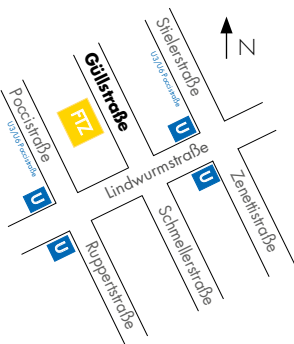 Stielerstraße
N
U3/U6 Poccistraße
Güllstraße
Poccistraße
U3/U6 Poccistraße
FTZ
U
Lindwurmstraße
U
U
Zenettistraße
Schmellerstraße
U
Ruppertstraße